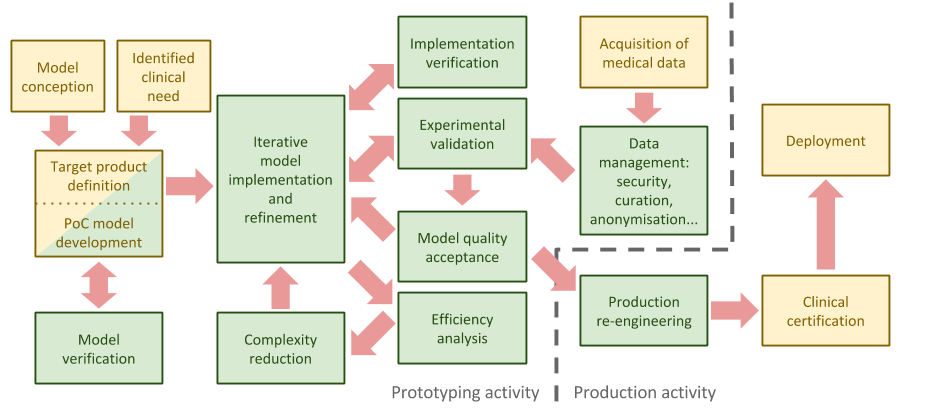 Model
conception
Identified
clinical
need
Target product
definition
PoC model
development
Model
verification
Iterative
model
implementation
and
refinement
Complexity
reduction
Implementation
verification
Experimental
validation
Model quality
acceptance
Efficiency
analysis
Acquisition of
medical data
Data
management:
security,
curation,
anonymisation...
Production
re-engineering
Deployment
Clinical
certification
Prototyping activity
Production activity